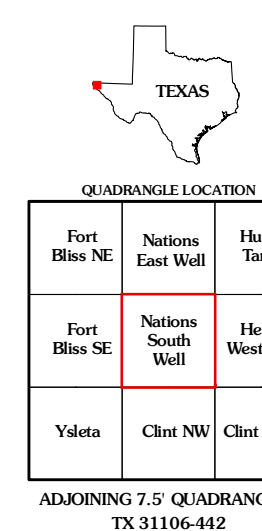 TEXAS
QUADRANGLE LOCATION
Fort
Bliss NE
Nations
East Well
Fort
Bliss SE
Nations
South
Well
Ysleta
Clint NW
Clint
ADJOINING 7.5' 
TX 31106-442